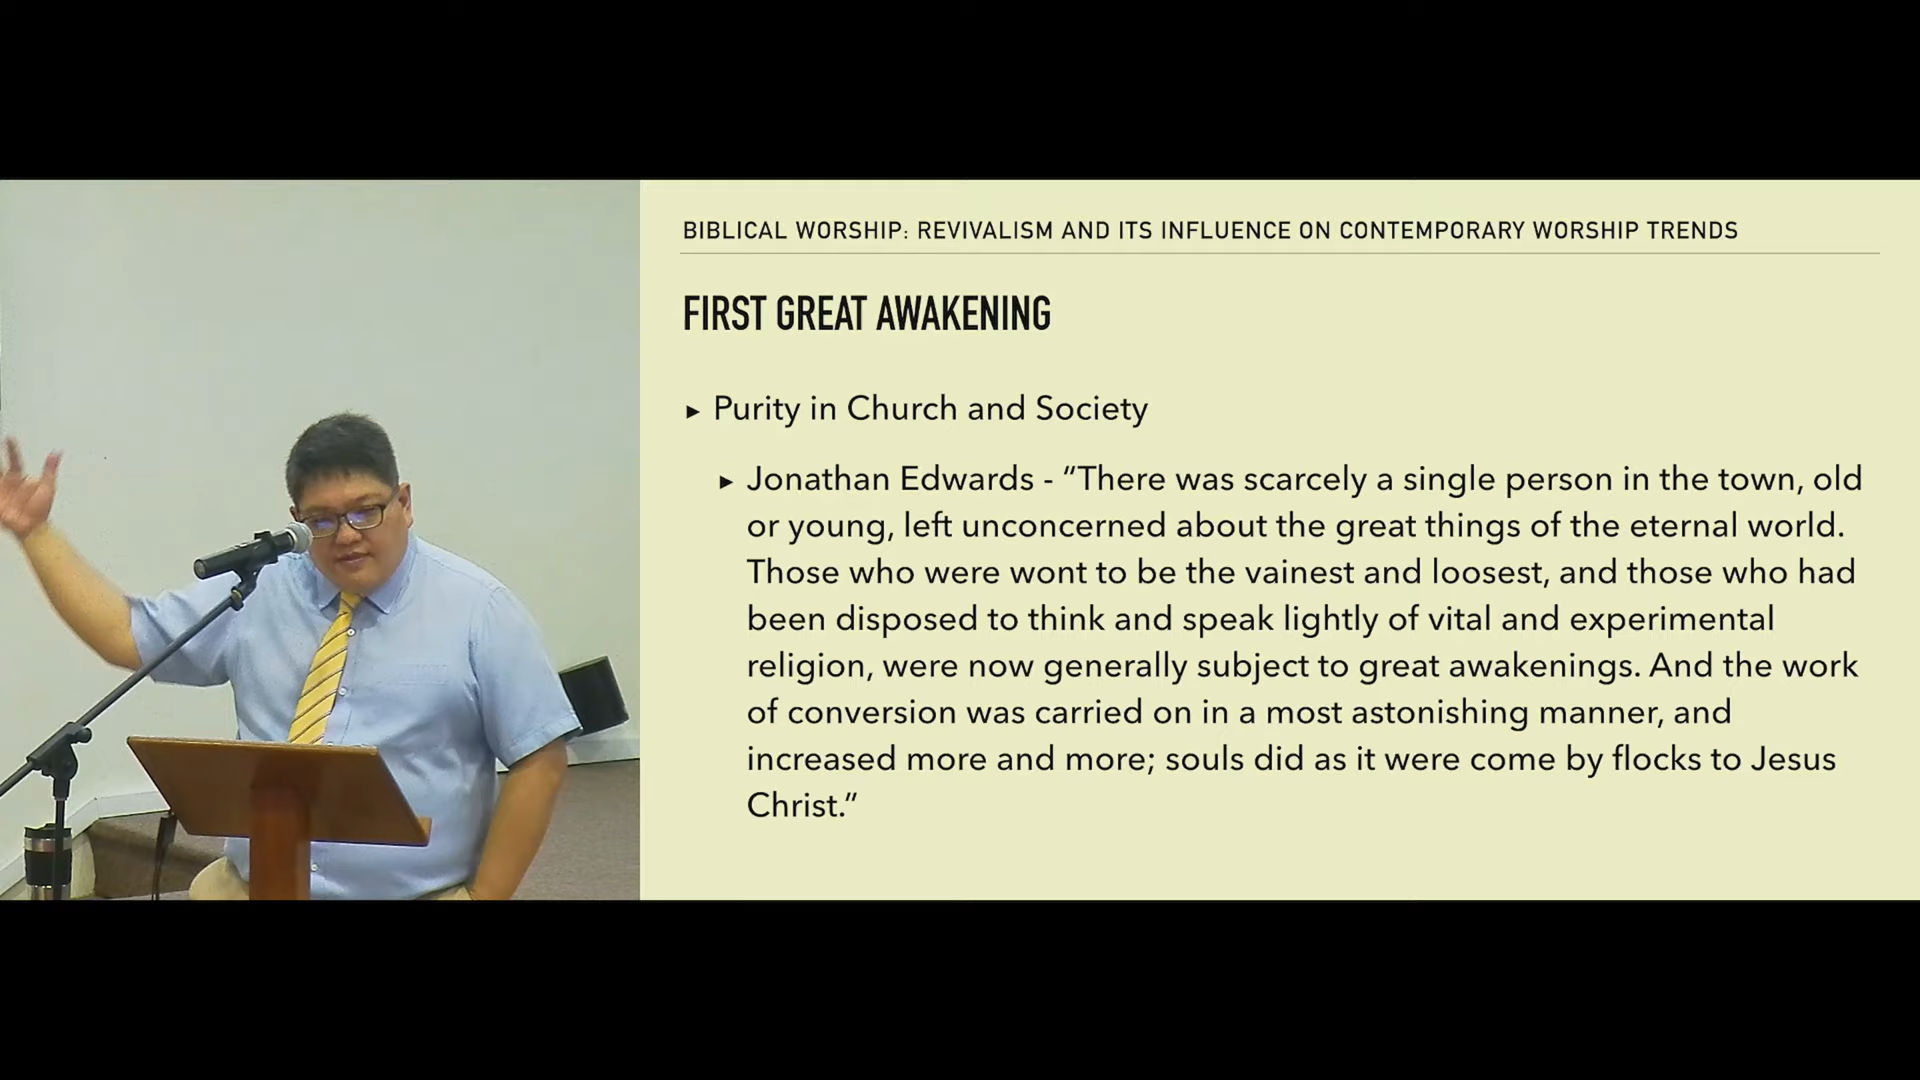 BIBLICAL WORSHIP: REVIVALISM AND ITS INFLUENCE ON CONTEMPORARY WORSHIP TRENDS
FIRST GREAT AWAKENING
▸ Purity in Church and Society
▸ Jonathan Edwards - “There was scarcely a single person in the town, old
or young, left unconcerned about the great things of the eternal world.
Those who were wont to be the vainest and loosest, and those who had
been disposed to think and speak lightly of vital and experimental
religion, were now generally subject to great awakenings. And the work
of conversion was carried on in a most astonishing manner, and
increased more and more; souls did as it were come by flocks to Jesus
Christ.”